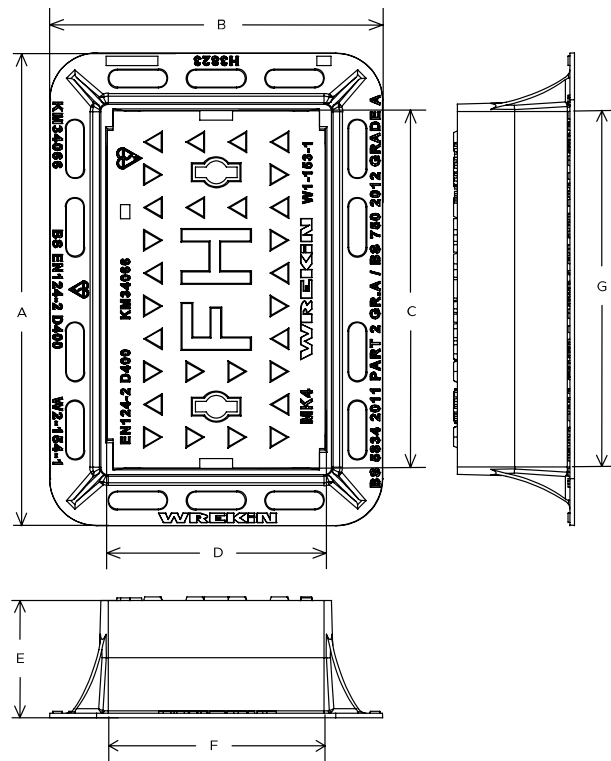 B
H3823
KM34066
BS EN124-2 D400
W2-154-1
BS 5834 2011 PART 2 GR.A / BS 750 2012 GRADE A
W1-153-1
WREKIN
MK4
FH
KM34066
EN124-2 D400
WREKIN
A
C
D
G
E
F